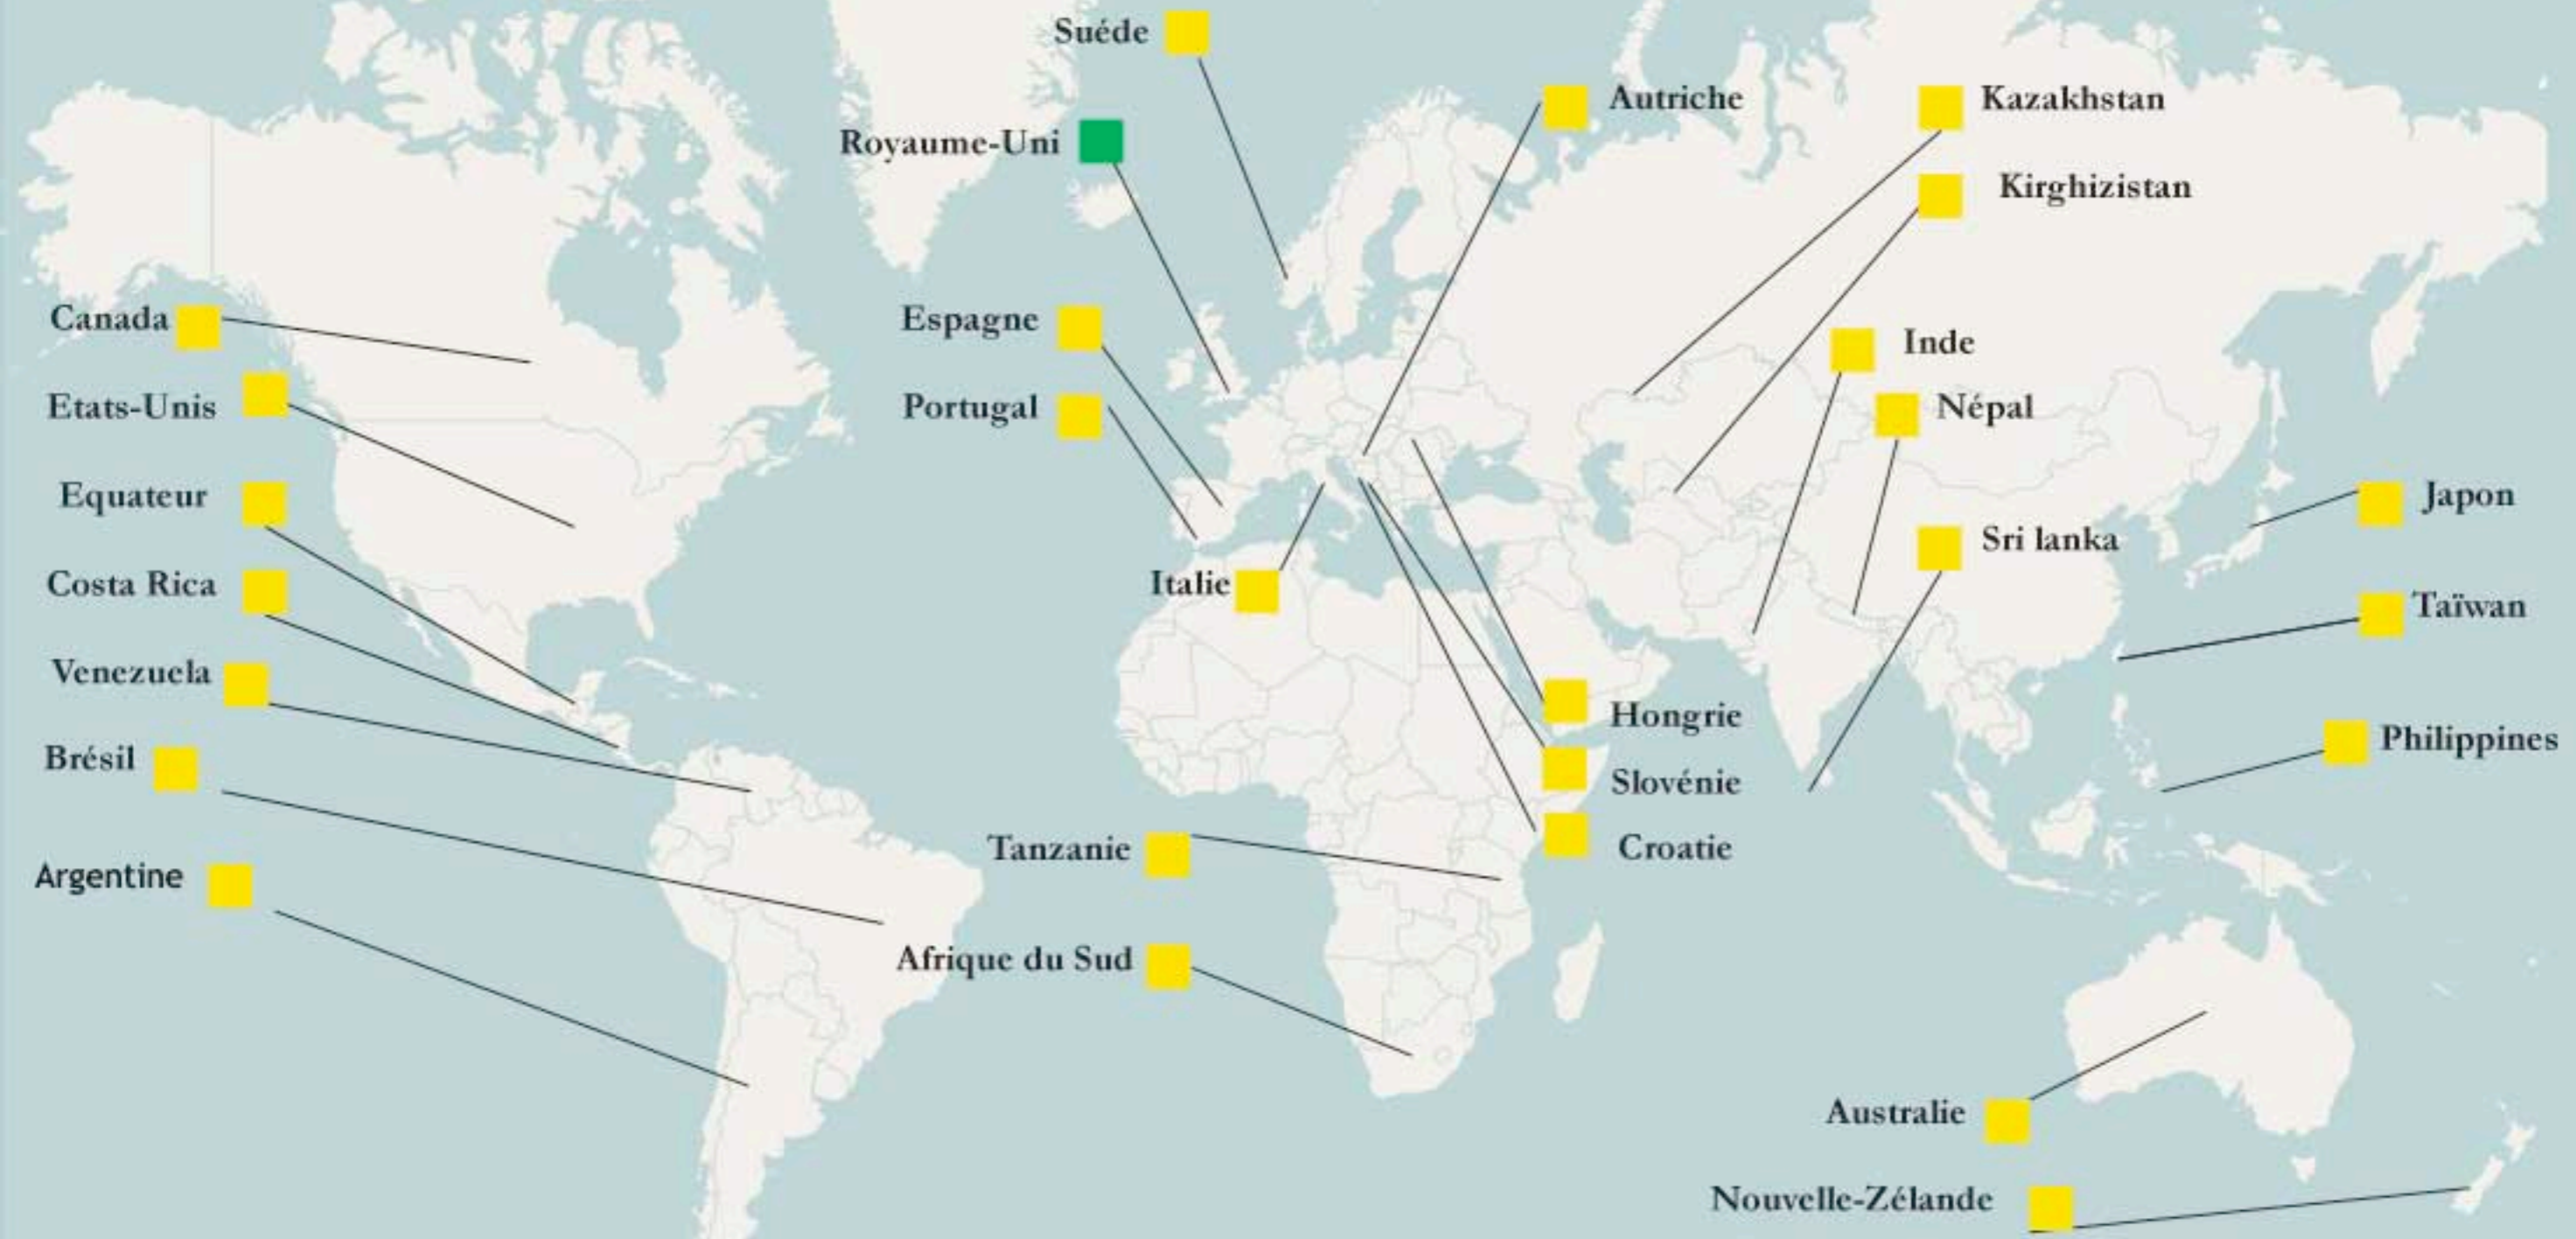 Suéde
Autriche
Kazakhstan
Royaume-Uni
Kirghizistan
Canada
Espagne
Inde
Etats-Unis
Portugal
Népal
Equateur
Japon
Sri lanka
Costa Rica
Italie
Taïwan
Venezuela
Hongrie
Philippines
Brésil
Slovénie
Tanzanie
Croatie
Argentine
Afrique du Sud
Australie
Nouvelle-Zélande